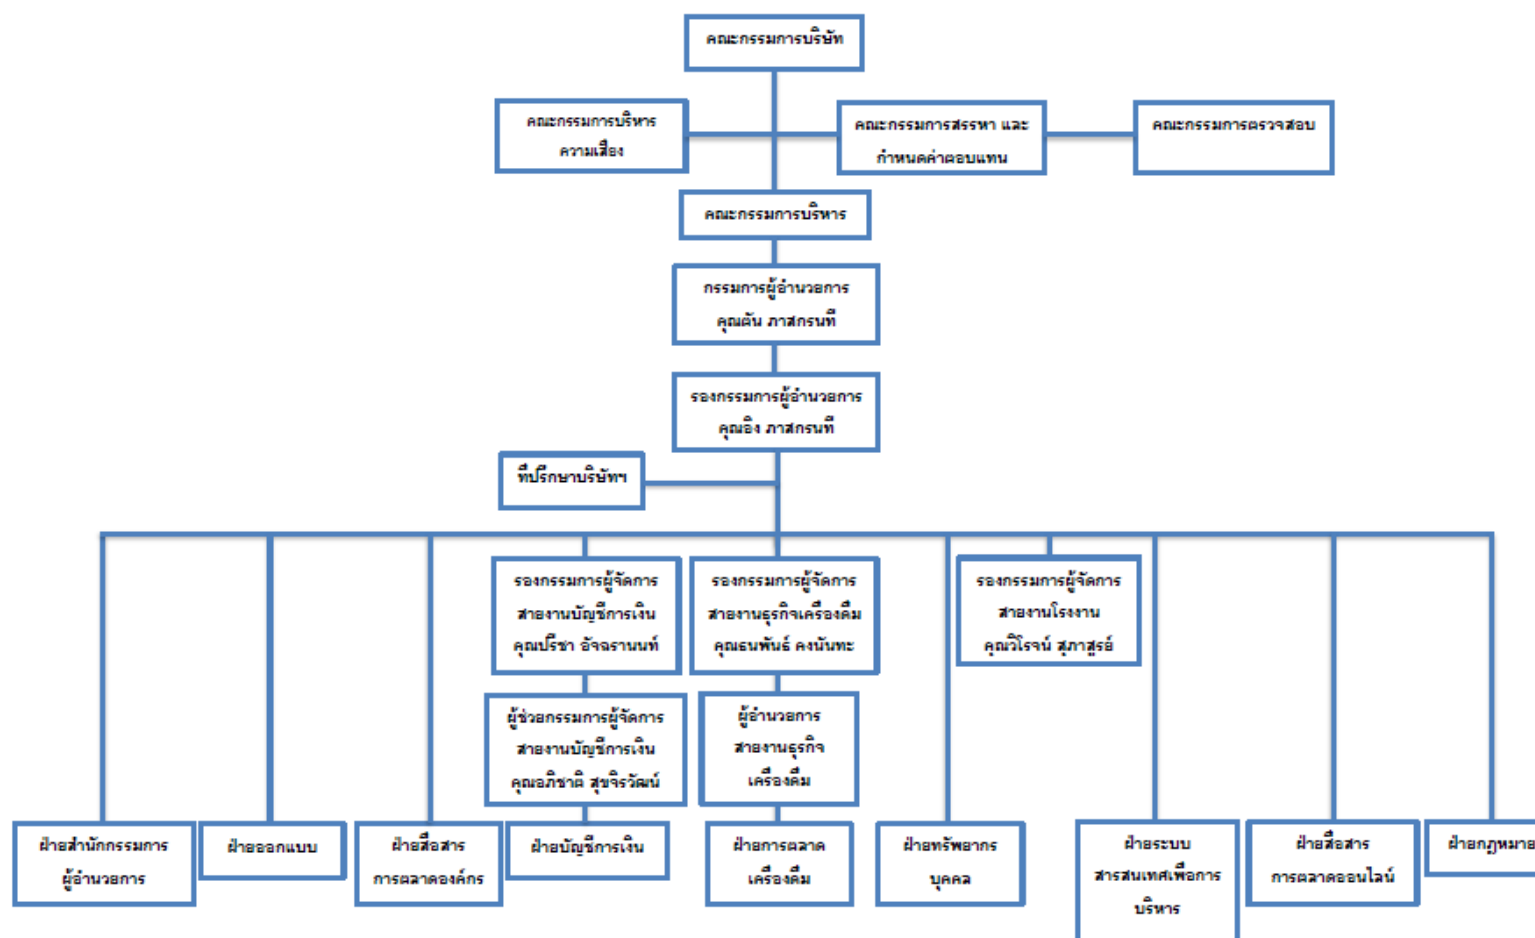 คณะกรรมการบริษัท
คณะกรรมการบริหาร
ความเสี่ยง
คณะกรรมการสรรหา และ
กำหนดค่าตอบแทน
คณะกรรมการตรวจสอบ
คณะกรรมการบริหาร
กรรมการผู้อำนวยการ
คุณตัน ภาสกรนที
รองกรรมการผู้อำนวยการ
คุณอิง ภาสกรนที
ที่ปรึกษาบริษัทฯ
รองกรรมการผู้จัดการ
สายงานบัญชีการเงิน
คุณปรีชา อัจฉรานนท์
รองกรรมการผู้จัดการ
สายงานธุรกิจเครื่องดื่ม
คุณธนพันธ์ คงนันทะ
รองกรรมการผู้จัดการ
สายงานโรงงาน
คุณวิโรจน์ สุภาสูรย์
ผู้ช่วยกรรมการผู้จัดการ
สายงานบัญชีการเงิน
คุณอภิชาติ สุขจิรวัฒน์
ผู้อำนวยการ
สายงานธุรกิจ
เครื่องดื่ม
ฝ่ายสำนักกรรมการ
ผู้อำนวยการ
ฝ่ายออกแบบ
ฝ่ายสื่อสาร
การตลาดองค์กร
ฝ่ายบัญชีการเงิน
ฝ่ายการตลาด
เครื่องดื่ม
ฝ่ายทรัพยากร
บุคคล
ฝ่ายระบบ
สารสนเทศเพื่อการ
บริหาร
ฝ่ายสื่อสาร
การตลาดออนไลน์
ฝ่ายกฎหมาย